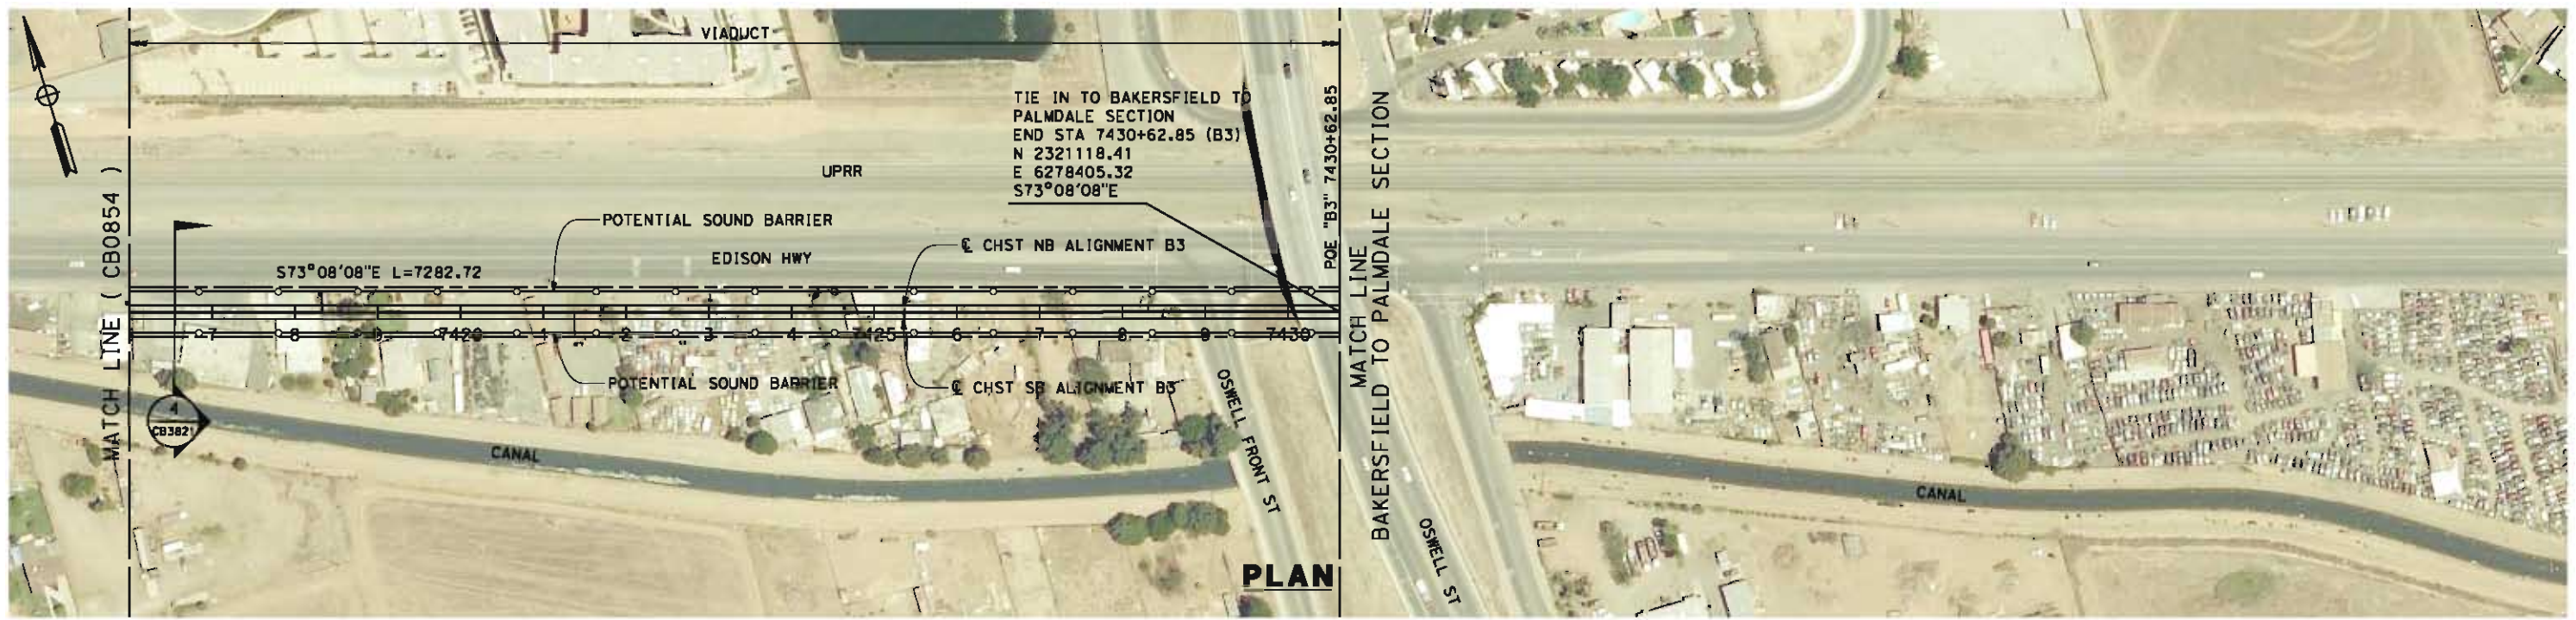 VIADUCT
TIE IN TO BAKERSFIELD TO
PALMDALE SECTION
END STA 7430+62.85 (B3)
N 2321118.41
E 6278405.32
S73°08'08"E
UPRR
POTENTIAL SOUND BARRIER
℄ CHST NB ALIGNMENT B3
EDISON HWY
S73°08'08"E L=7282.72
7 8 9 7420 1 2 3 4 7425 6 7 8 9 7430
POTENTIAL SOUND BARRIER
℄ CHST SB ALIGNMENT B3
MATCH LINE ( CB0854 )
4
CB3821
CANAL
OSWELL FRONT ST
POE "B3" 7430+62.85
MATCH LINE
BAKERSFIELD TO PALMDALE SECTION
OSWELL ST
CANAL
PLAN